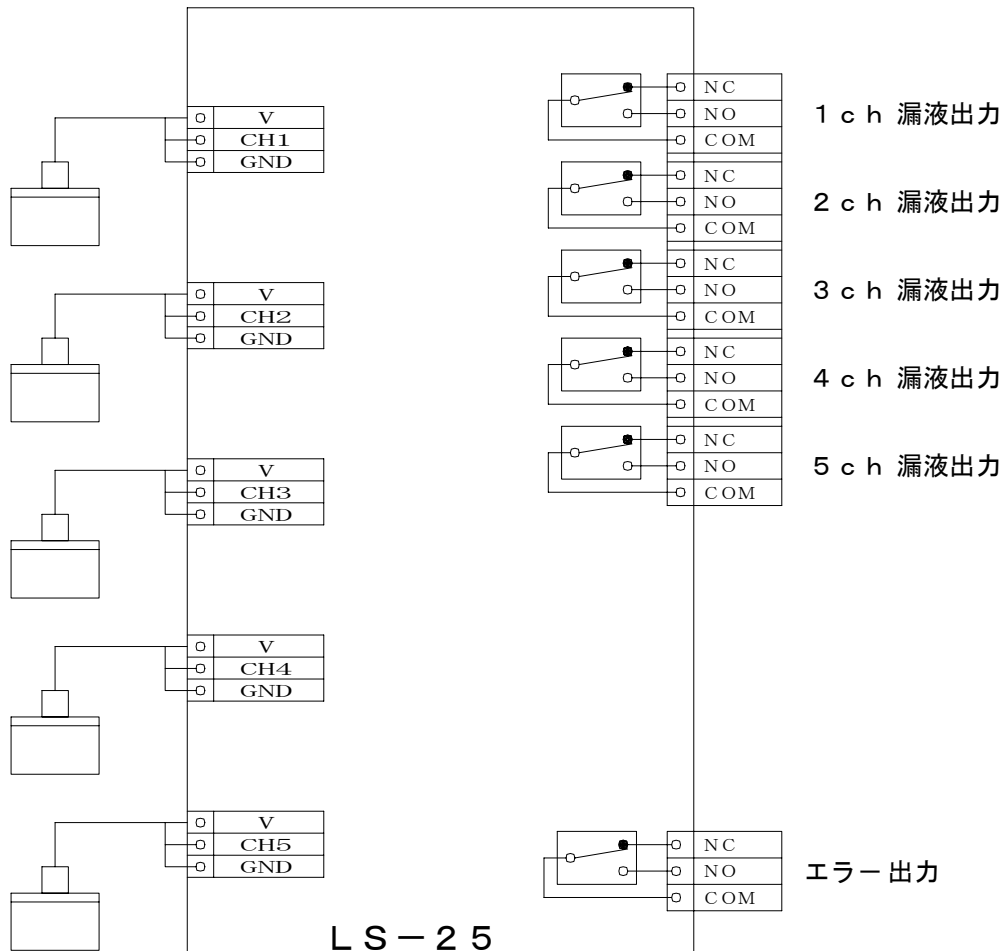 V
CH1
GND
V
CH2
GND
V
CH3
GND
V
CH4
GND
V
CH5
GND
NC
NO
COM
1ch 漏液出力
NC
NO
COM
2ch 漏液出力
NC
NO
COM
3ch 漏液出力
NC
NO
COM
4ch 漏液出力
NC
NO
COM
5ch 漏液出力
NC
NO
COM
エラー出力
LS-25